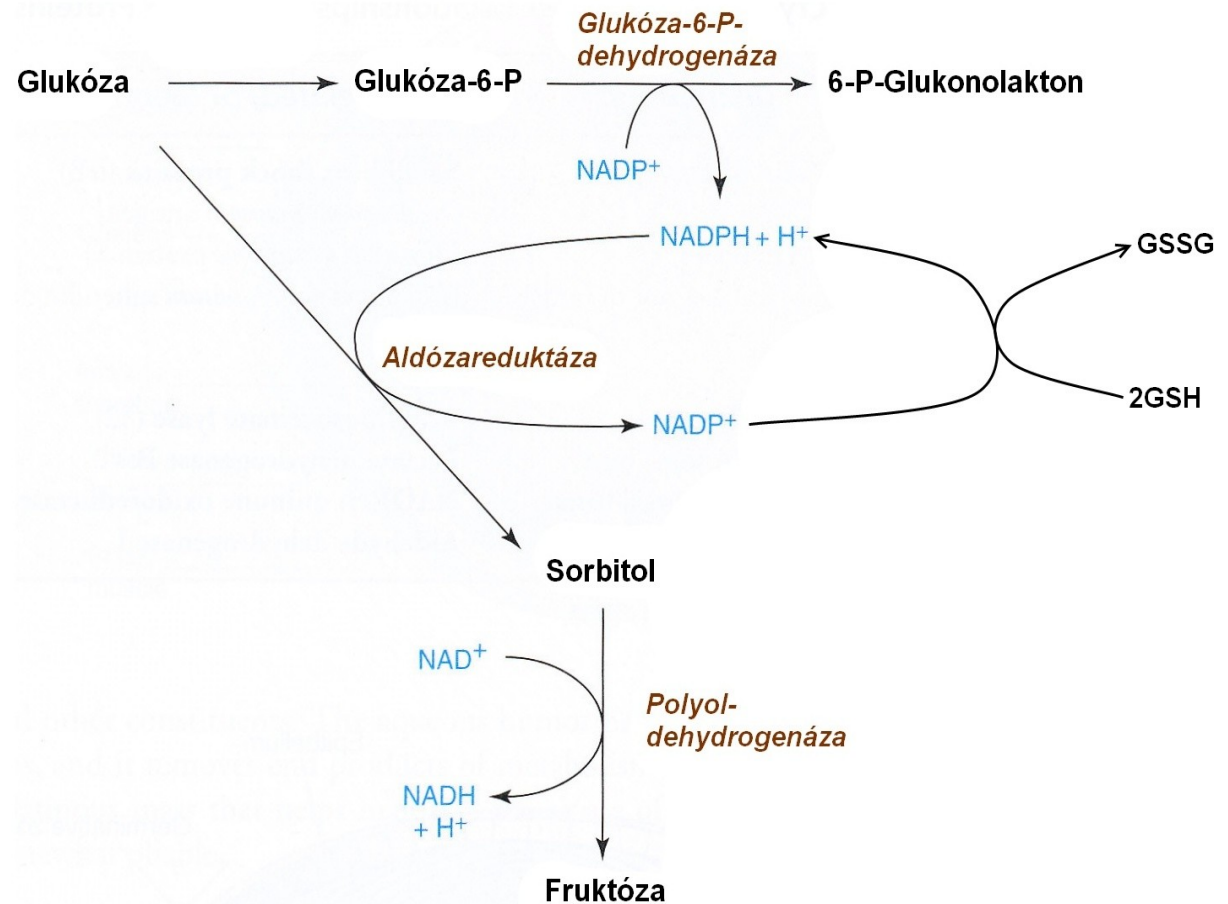 Glukóza-6-P-
dehydrogenáza
Glukóza
Glukóza-6-P
6-P-Glukonolakton
NADP+
NADPH + H+
GSSG
Aldózareduktáza
2GSH
NADP+
Sorbitol
NAD+
Polyol-
dehydrogenáza
NADH
+ H+
Fruktóza